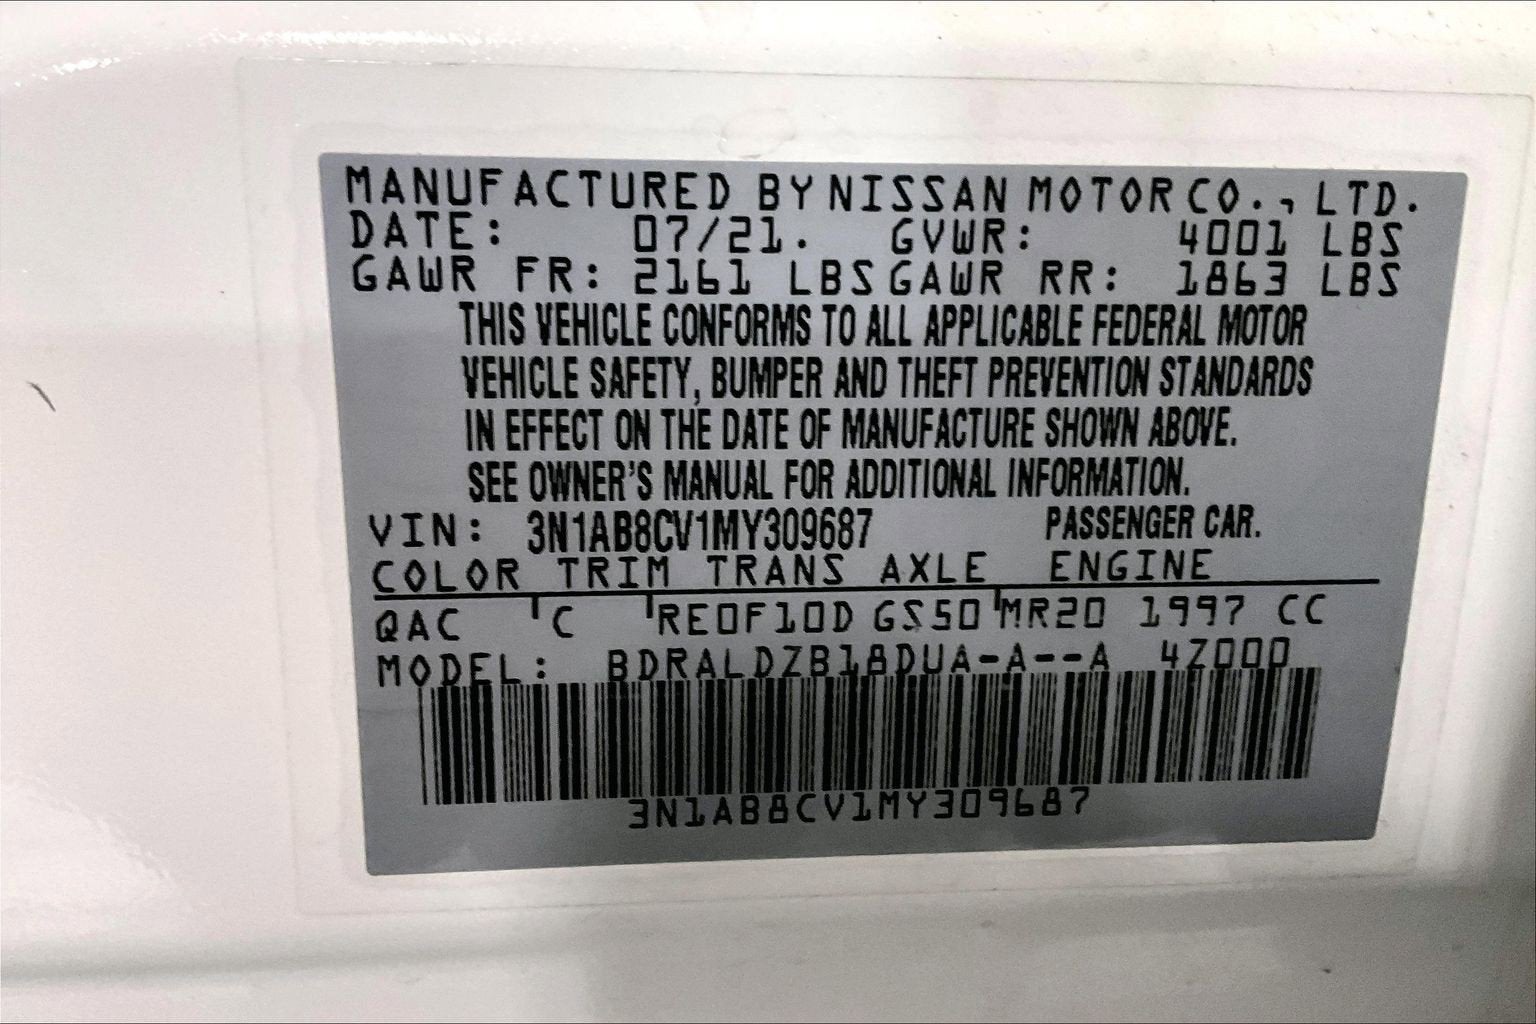 MANUFACTURED BY NISSAN MOTOR CO., LTD.
DATE: 07/21. GVWR: 4001 LBS
GAWR FR: 2161 LBS GAWR RR: 1863 LBS
THIS VEHICLE CONFORMS TO ALL APPLICABLE FEDERAL MOTOR
VEHICLE SAFETY, BUMPER AND THEFT PREVENTION STANDARDS
IN EFFECT ON THE DATE OF MANUFACTURE SHOWN ABOVE.
SEE OWNER'S MANUAL FOR ADDITIONAL INFORMATION.
VIN: 3N1AB8CV1MY309687 PASSENGER CAR.
COLOR TRIM TRANS AXLE ENGINE
QAC C RE0F10D GS50 MR20 1997 CC
MODEL: BDRALDZB18DUA-A--A 4Z000
3N1AB8CV1MY309687